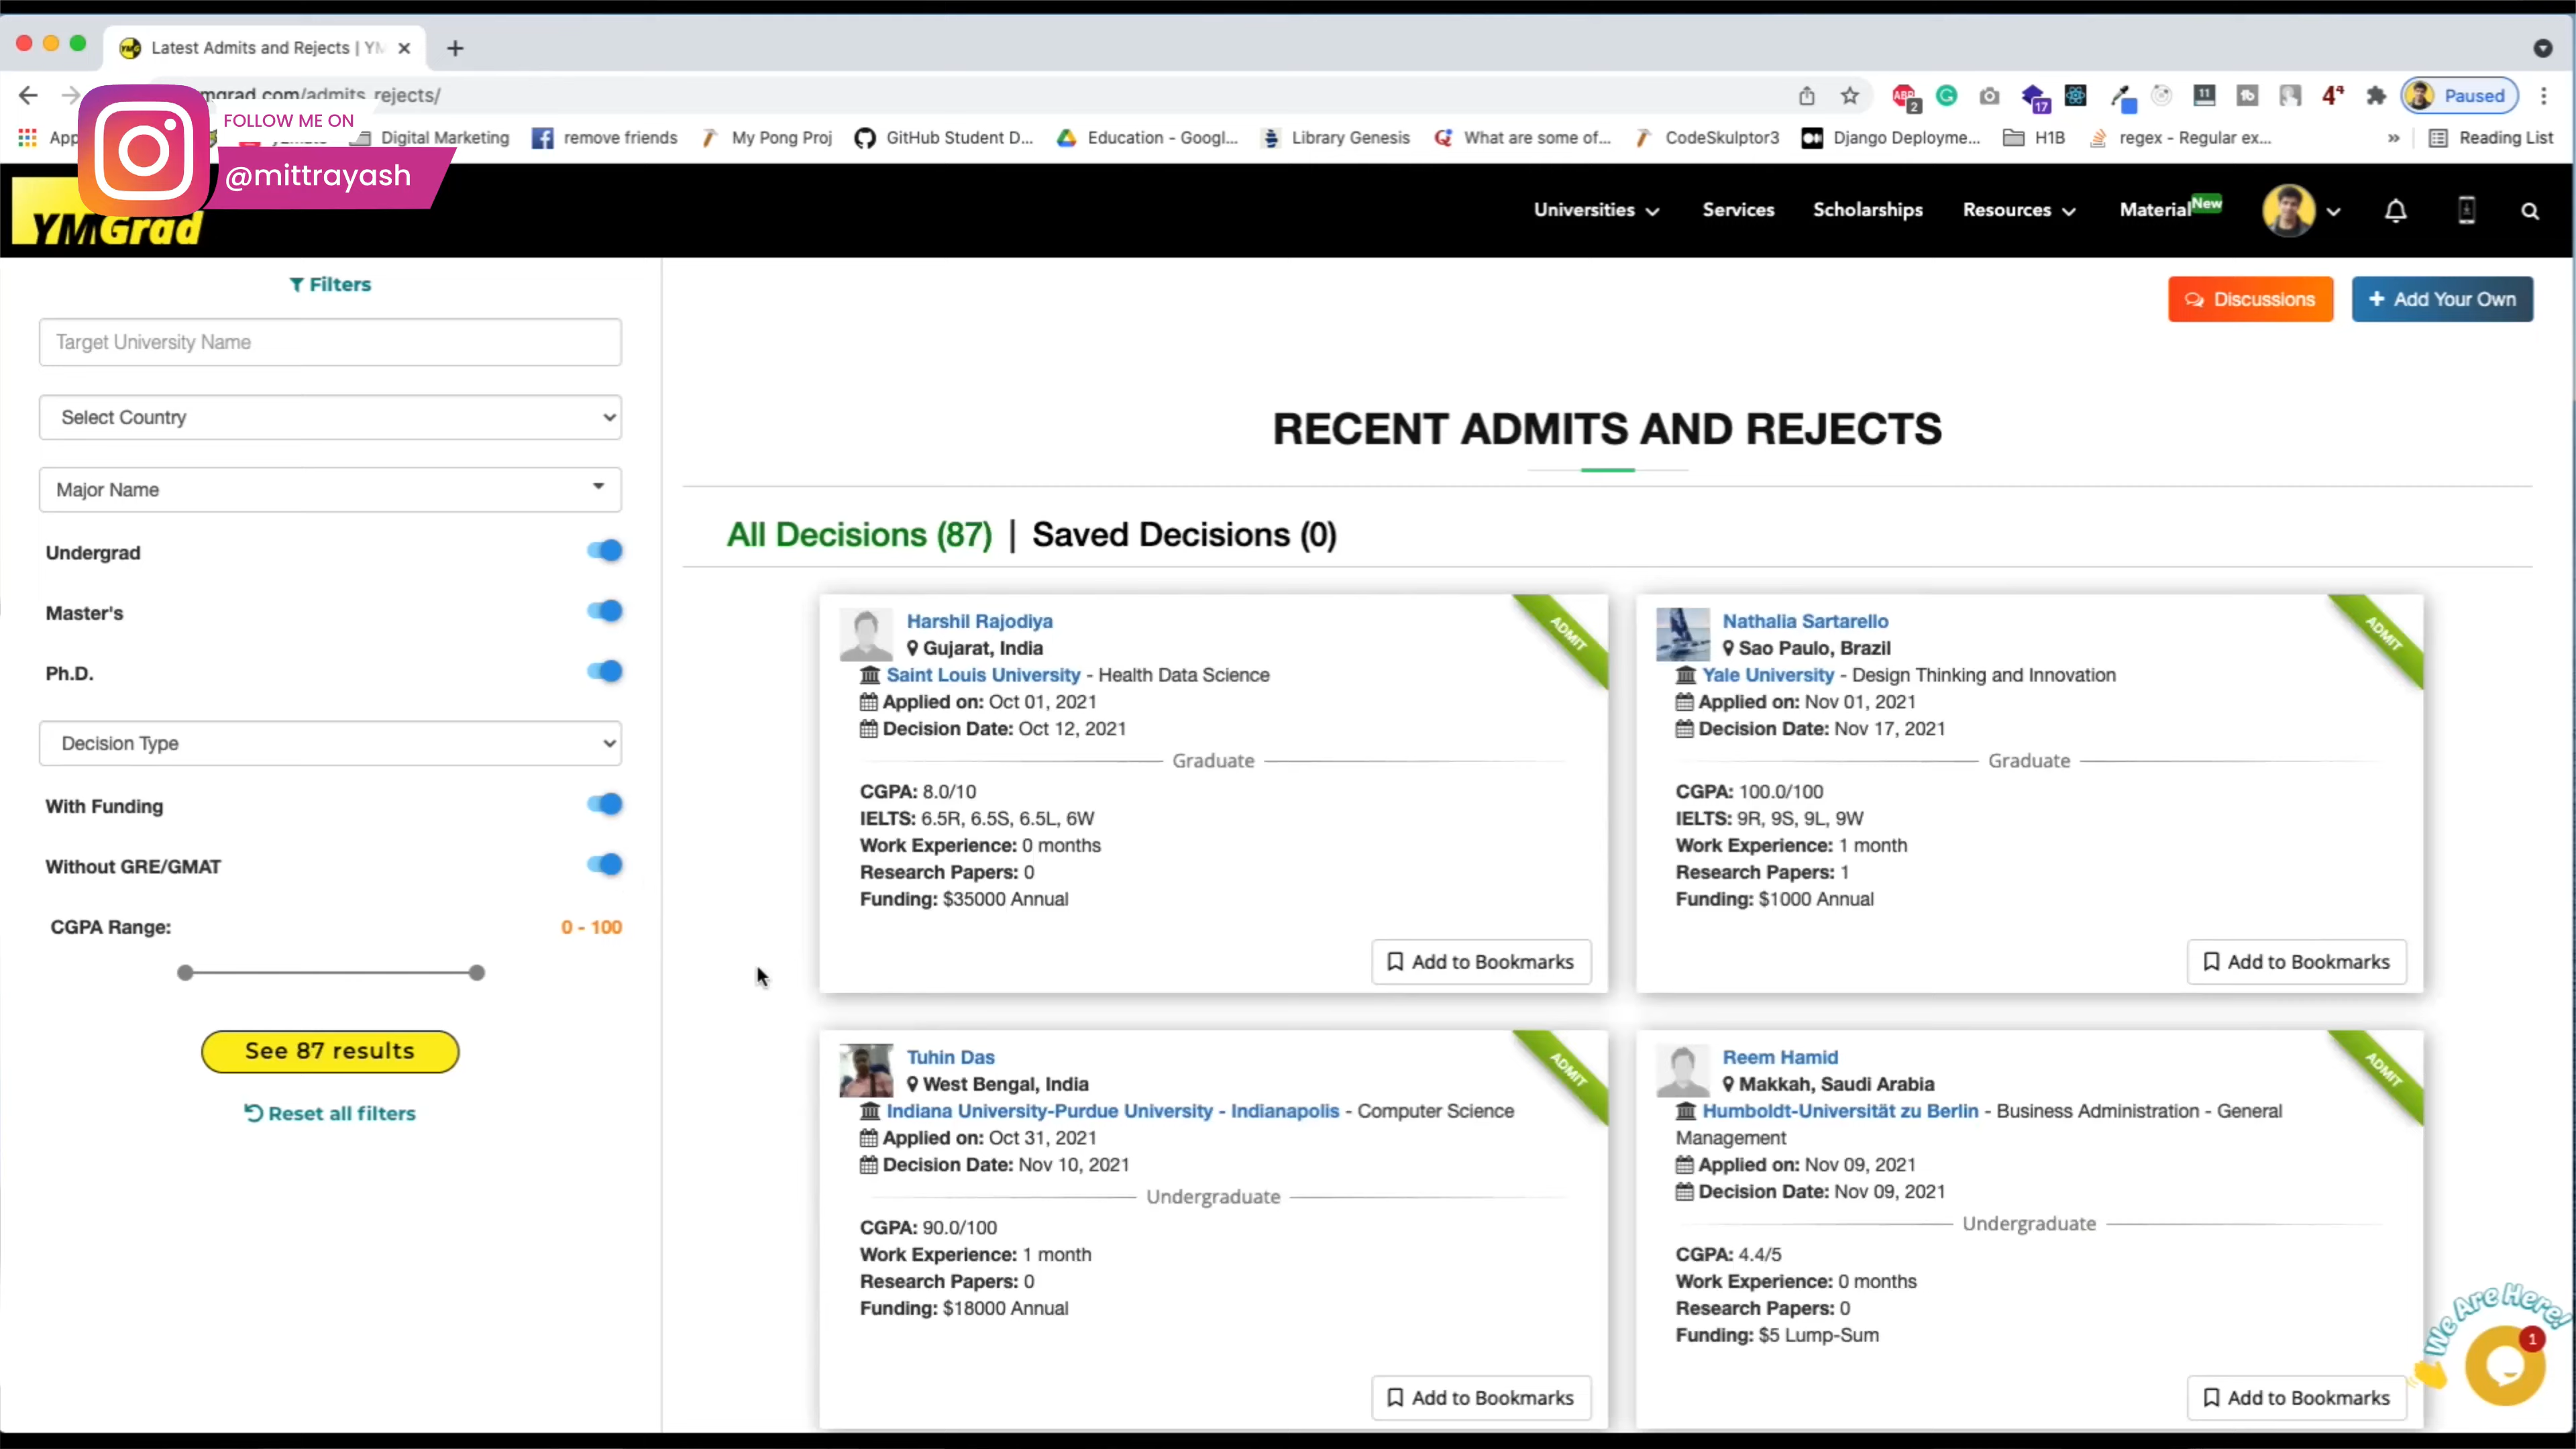 Latest Admits and Rejects | YM
mgrad.com/admits_rejects/
ABP
2
17
11
4⁴
Paused
App
Digital Marketing
remove friends
My Pong Proj
GitHub Student D...
Education - Googl...
Library Genesis
What are some of...
CodeSkulptor3
Django Deployme...
H1B
regex - Regular ex...
»
Reading List
FOLLOW ME ON
@mittrayash
YMGrad
Universities
Services
Scholarships
Resources
Material New
Filters
Target University Name
Select Country
Major Name
Undergrad
Master's
Ph.D.
Decision Type
With Funding
Without GRE/GMAT
CGPA Range: 0 - 100
See 87 results
Reset all filters
Discussions
+ Add Your Own
RECENT ADMITS AND REJECTS
All Decisions (87) | Saved Decisions (0)
ADMIT
Harshil Rajodiya
Gujarat, India
Saint Louis University - Health Data Science
Applied on: Oct 01, 2021
Decision Date: Oct 12, 2021
Graduate
CGPA: 8.0/10
IELTS: 6.5R, 6.5S, 6.5L, 6W
Work Experience: 0 months
Research Papers: 0
Funding: $35000 Annual
Add to Bookmarks
ADMIT
Nathalia Sartarello
Sao Paulo, Brazil
Yale University - Design Thinking and Innovation
Applied on: Nov 01, 2021
Decision Date: Nov 17, 2021
Graduate
CGPA: 100.0/100
IELTS: 9R, 9S, 9L, 9W
Work Experience: 1 month
Research Papers: 1
Funding: $1000 Annual
Add to Bookmarks
ADMIT
Tuhin Das
West Bengal, India
Indiana University-Purdue University - Indianapolis - Computer Science
Applied on: Oct 31, 2021
Decision Date: Nov 10, 2021
Undergraduate
CGPA: 90.0/100
Work Experience: 1 month
Research Papers: 0
Funding: $18000 Annual
Add to Bookmarks
ADMIT
Reem Hamid
Makkah, Saudi Arabia
Humboldt-Universität zu Berlin - Business Administration - General
Management
Applied on: Nov 09, 2021
Decision Date: Nov 09, 2021
Undergraduate
CGPA: 4.4/5
Work Experience: 0 months
Research Papers: 0
Funding: $5 Lump-Sum
Add to Bookmarks
We Are Here!
1